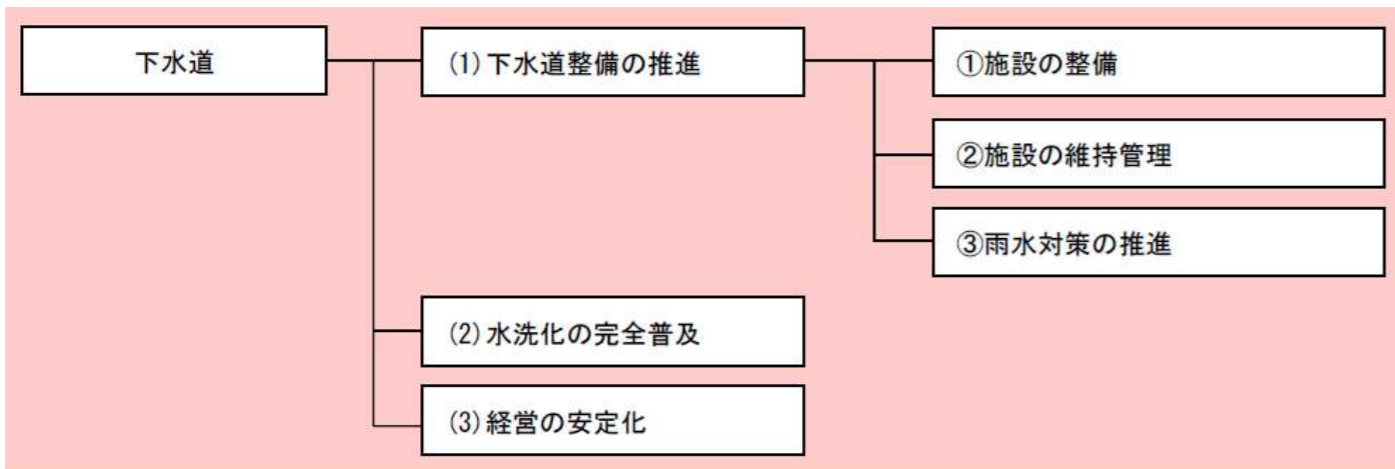 下水道
(1)下水道整備の推進
①施設の整備
②施設の維持管理
③雨水対策の推進
(2)水洗化の完全普及
(3)経営の安定化